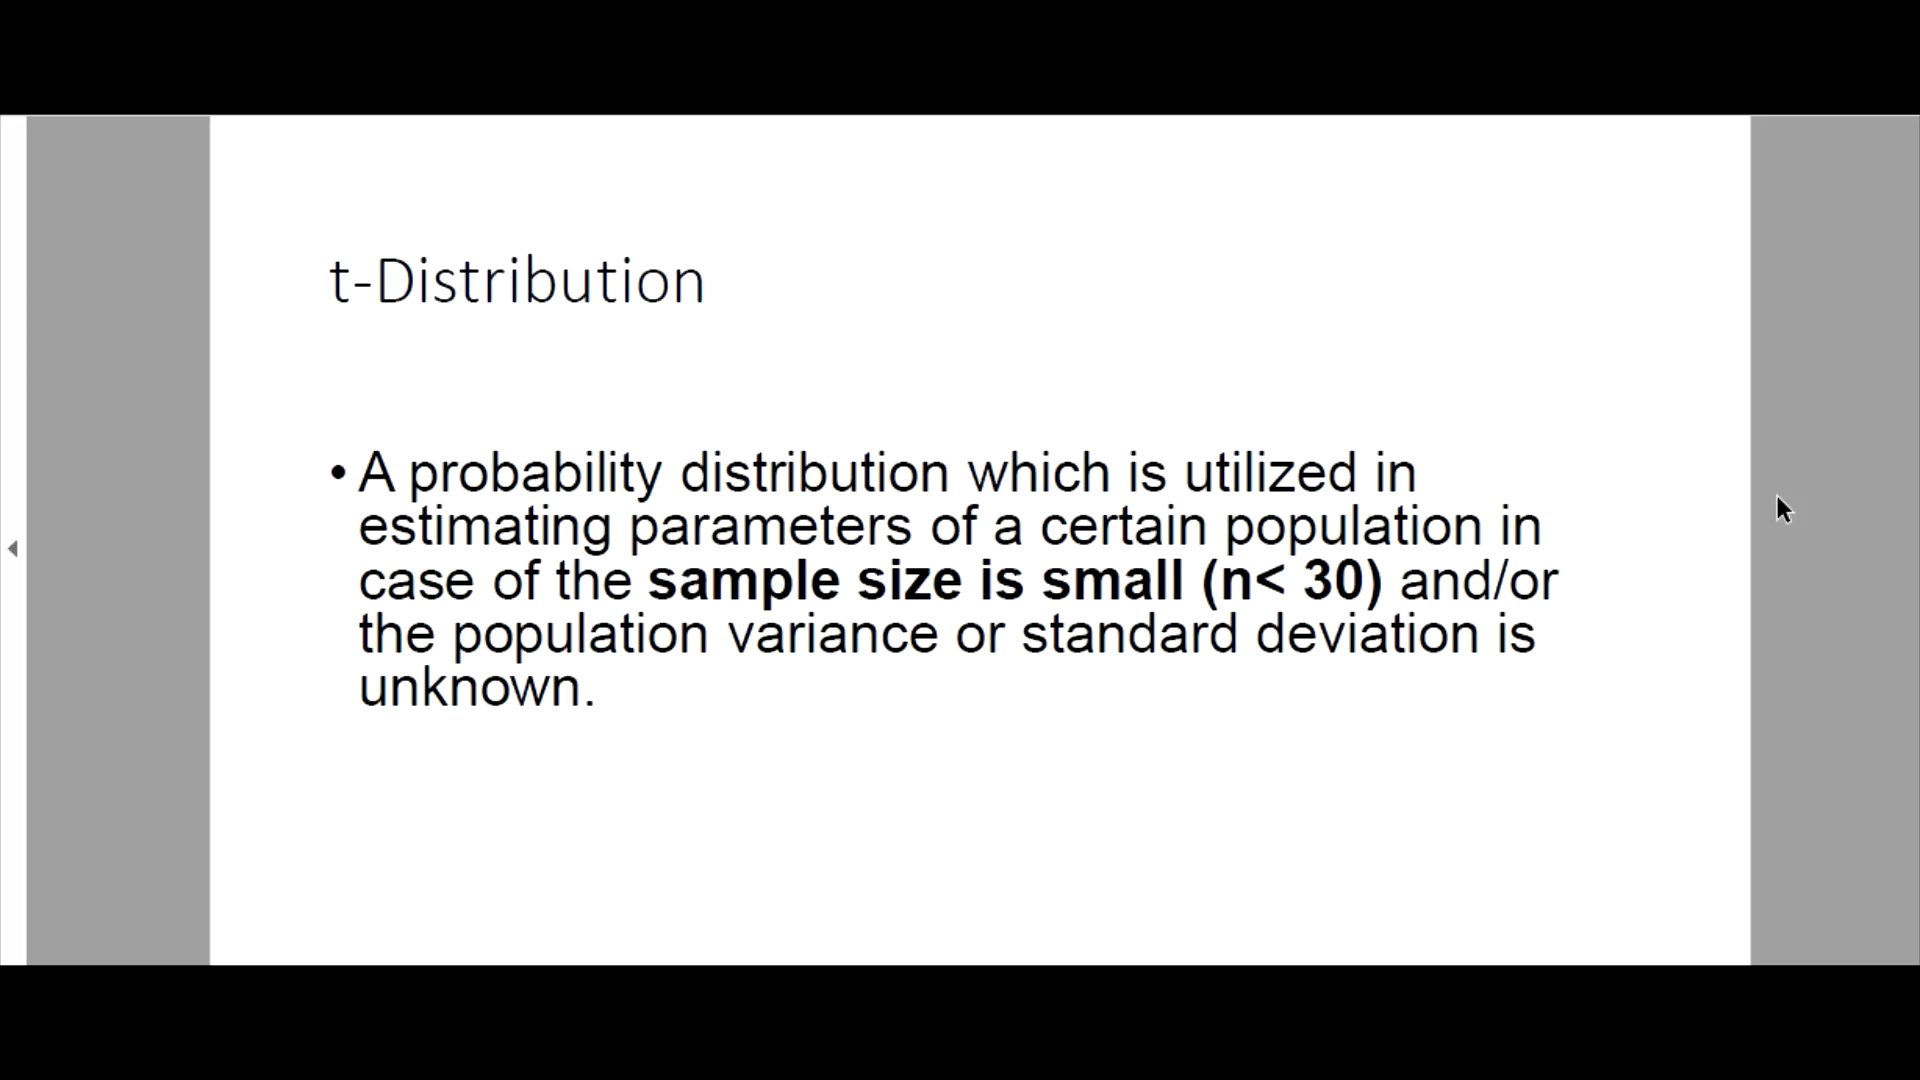 t-Distribution
• A probability distribution which is utilized in
estimating parameters of a certain population in
case of the sample size is small (n< 30) and/or
the population variance or standard deviation is
unknown.